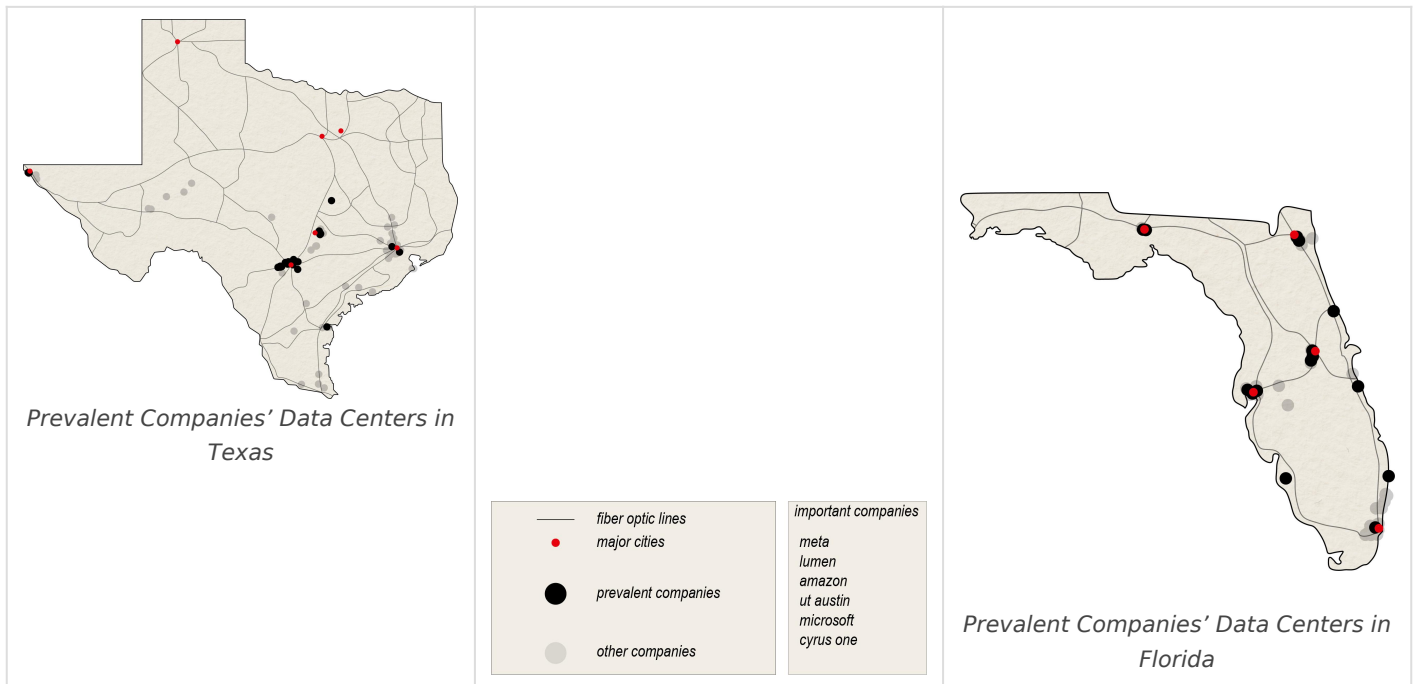 Prevalent Companies’ Data Centers in
Texas
fiber optic lines
major cities
prevalent companies
other companies
important companies
meta
lumen
amazon
ut austin
microsoft
cyrus one
Prevalent Companies’ Data Centers in
Florida